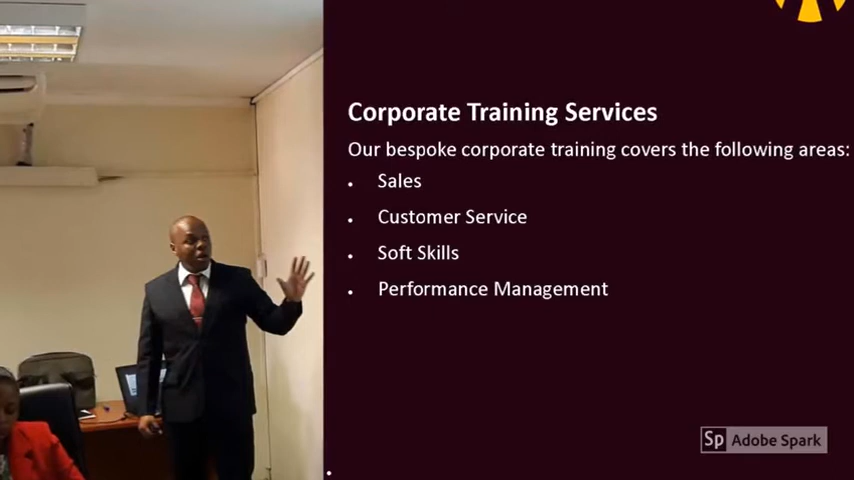 Corporate Training Services
Our bespoke corporate training covers the following areas:
• Sales
• Customer Service
• Soft Skills
• Performance Management
Sp Adobe Spark